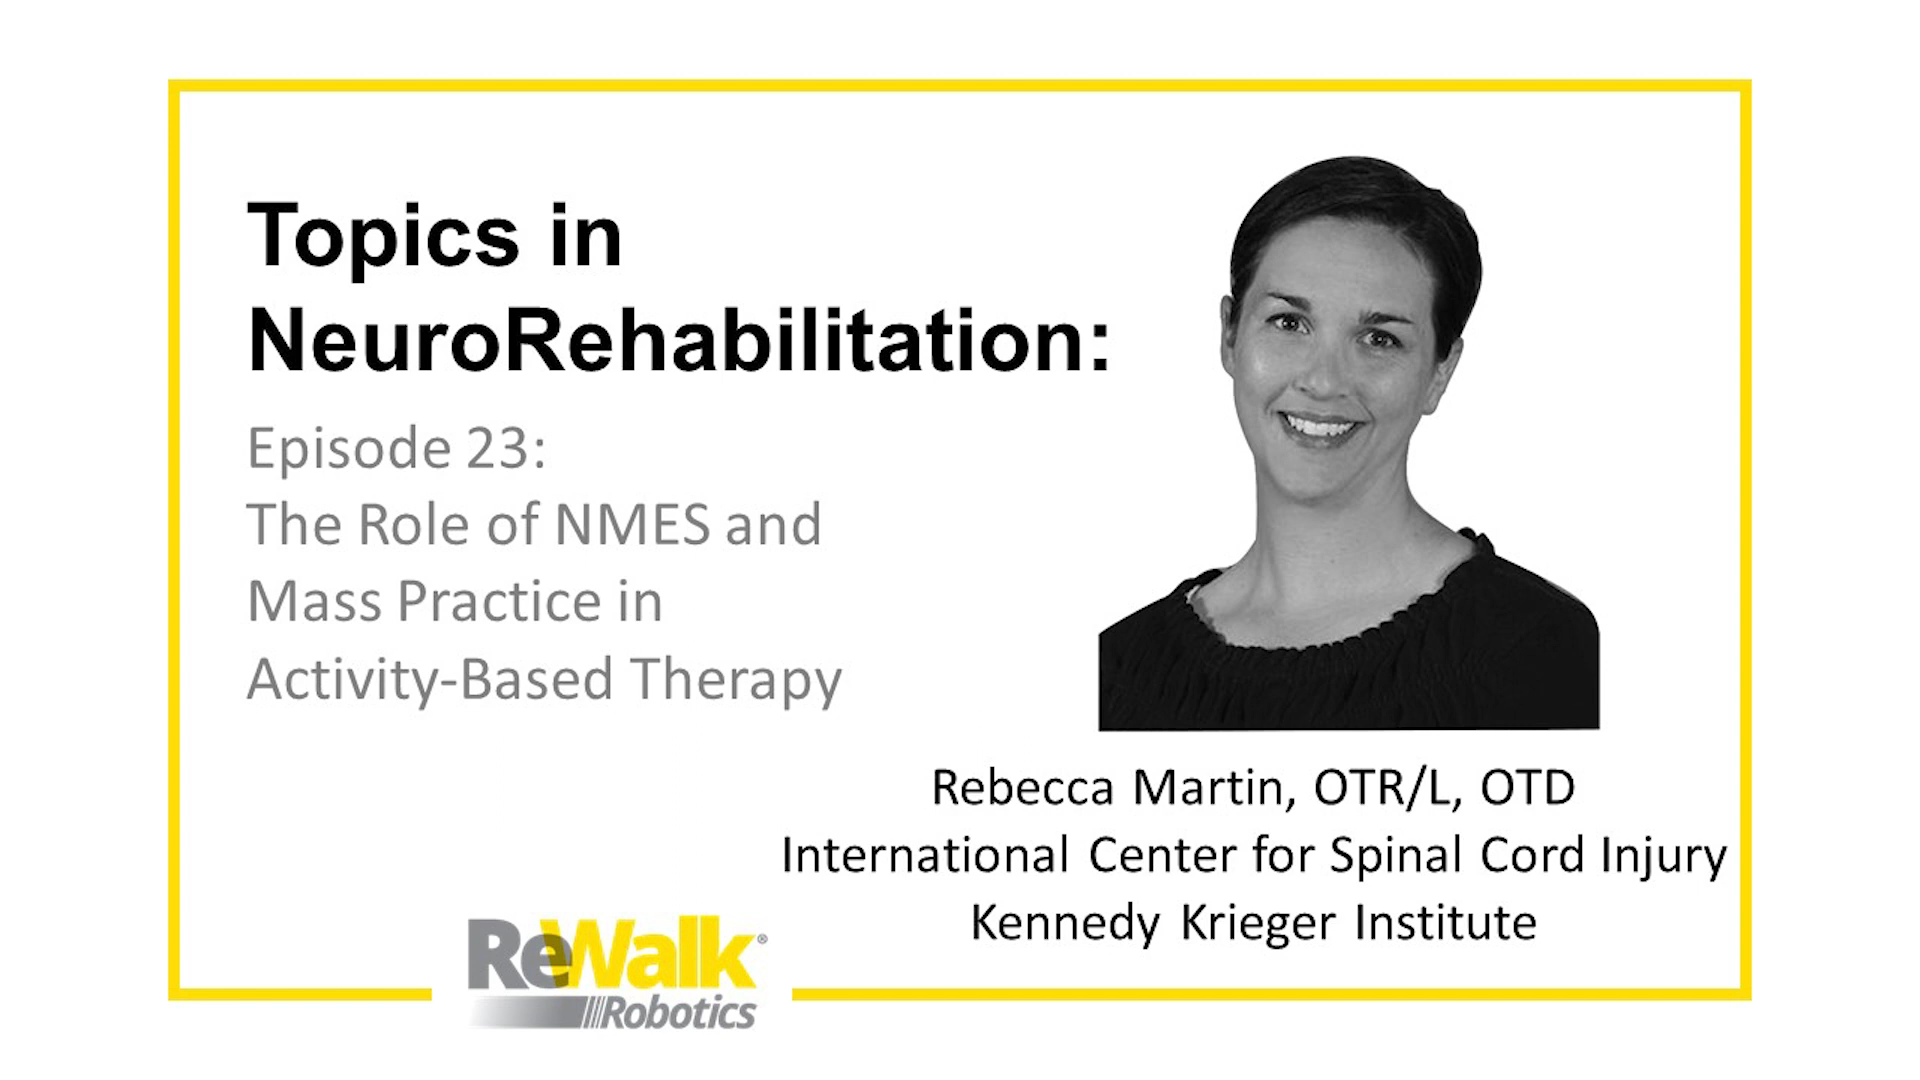 Topics in
NeuroRehabilitation:
Episode 23:
The Role of NMES and
Mass Practice in
Activity-Based Therapy
Rebecca Martin, OTR/L, OTD
International Center for Spinal Cord Injury
Kennedy Krieger Institute
ReWalk®
Robotics